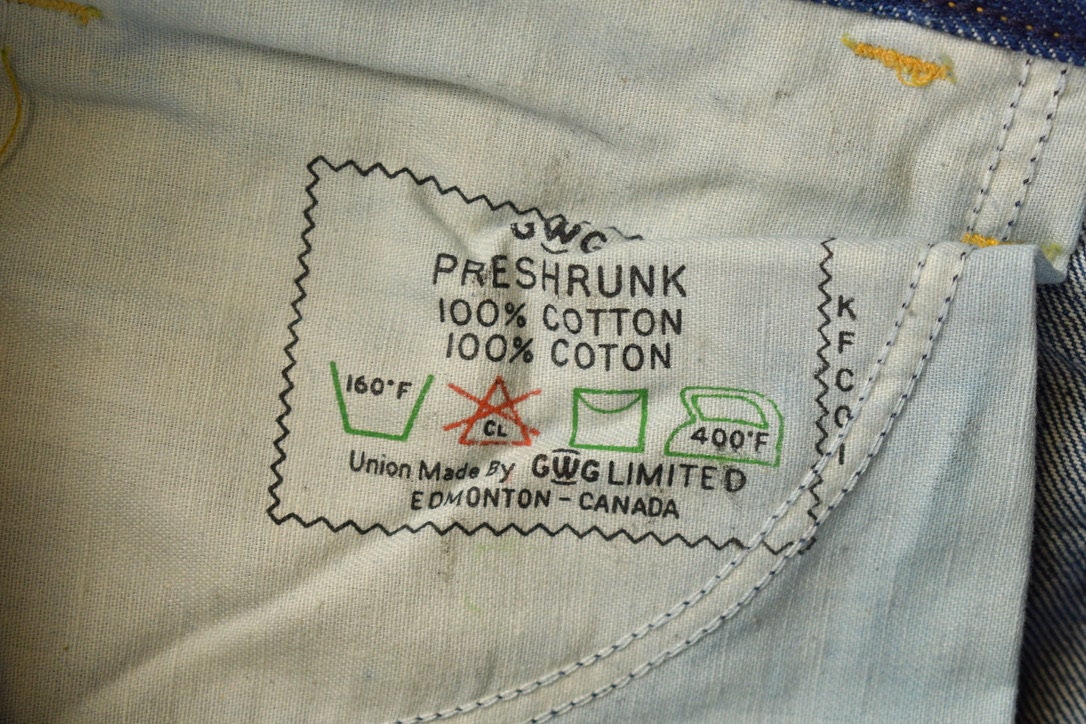 GWG
PRESHRUNK
100% COTTON
100% COTON
160°F
CL
400°F
Union Made By GWG LIMITED
EDMONTON - CANADA
K
F
C
O
I